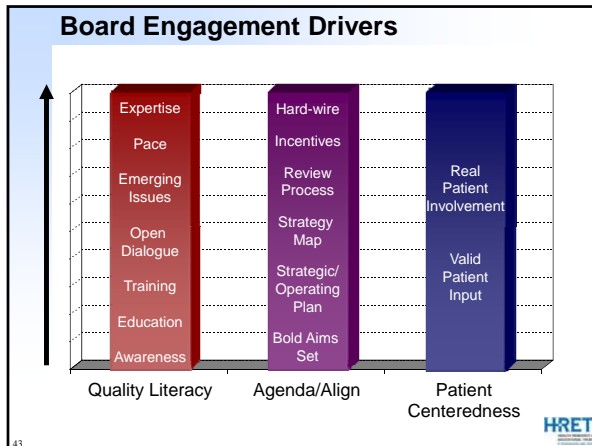 Board Engagement Drivers
Expertise
Pace
Emerging
Issues
Open
Dialogue
Training
Education
Awareness
Hard-wire
Incentives
Review
Process
Strategy
Map
Strategic/
Operating
Plan
Bold Aims
Set
Real
Patient
Involvement
Valid
Patient
Input
Quality Literacy
Agenda/Align
Patient
Centeredness
HRET
43